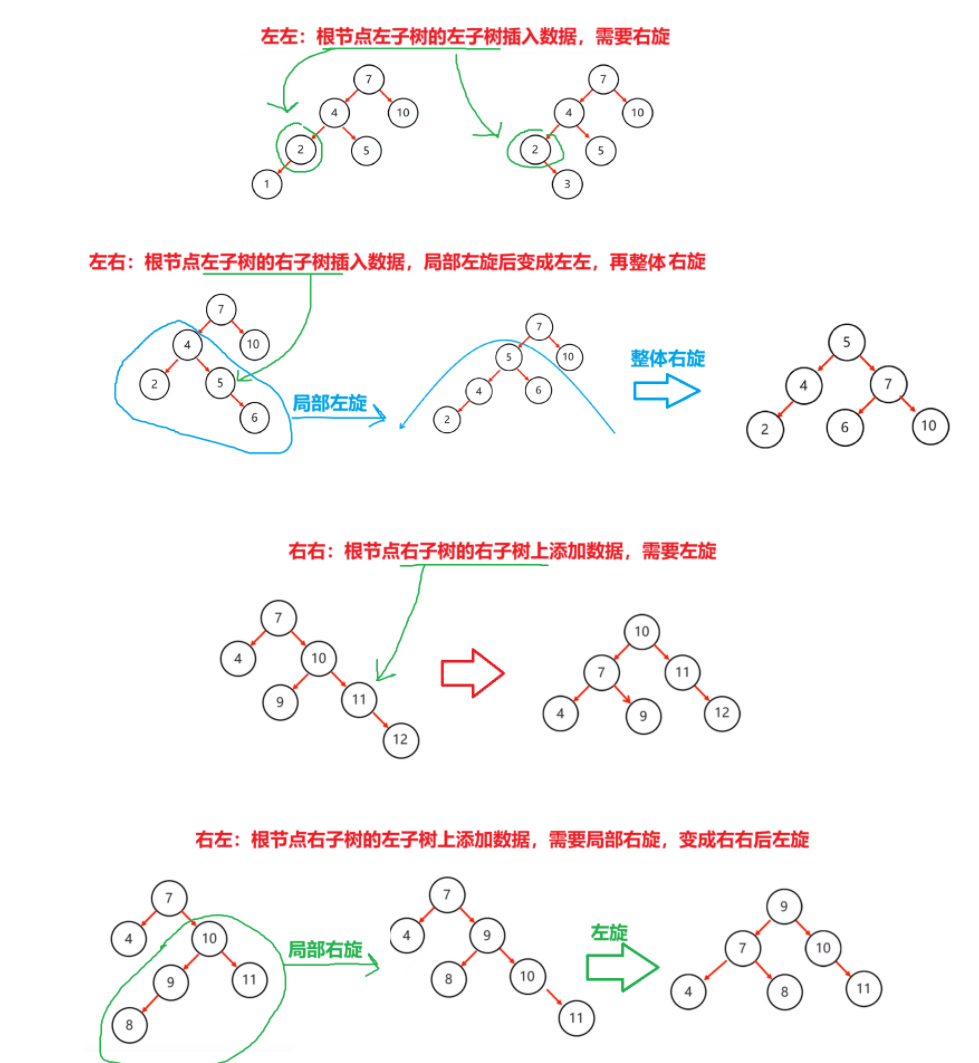 左左：根节点左子树的左子树插入数据，需要右旋
7 7
4 10 4 10
2 5 2 5
1 3
左右：根节点左子树的右子树插入数据，局部左旋后变成左左，再整体右旋
7 7 5
4 10 局部左旋 5 10 整体右旋 4 7
2 5 4 6 2 6 10
6 2
右右：根节点右子树的右子树上添加数据，需要左旋
7 10
4 10 7 11
9 11 4 9 12
12
右左：根节点右子树的左子树上添加数据，需要局部右旋，变成右右后左旋
7 7 9
4 10 局部右旋 4 9 左旋 7 10
9 11 8 10 4 8 11
8 11